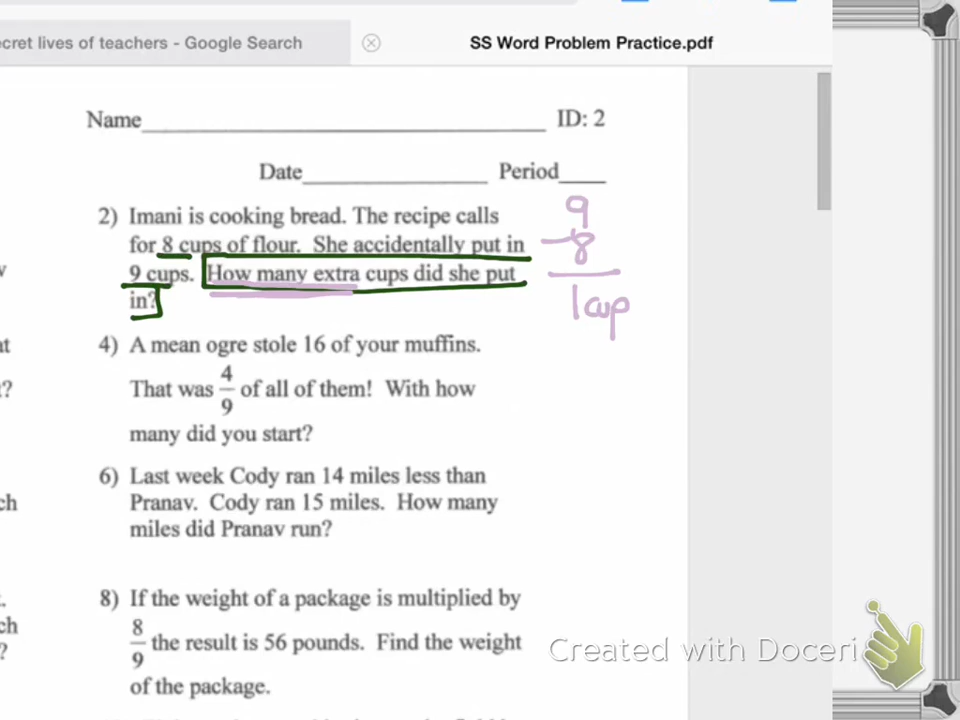 ecret lives of teachers - Google Search
SS Word Problem Practice.pdf
Name ID: 2
Date Period
2) Imani is cooking bread. The recipe calls
for 8 cups of flour. She accidentally put in
9 cups. How many extra cups did she put
in?
9
- 8
1 cup
4) A mean ogre stole 16 of your muffins.
That was 4/9 of all of them! With how
many did you start?
6) Last week Cody ran 14 miles less than
Pranav. Cody ran 15 miles. How many
miles did Pranav run?
8) If the weight of a package is multiplied by
8/9 the result is 56 pounds. Find the weight
of the package.
Created with Doceri